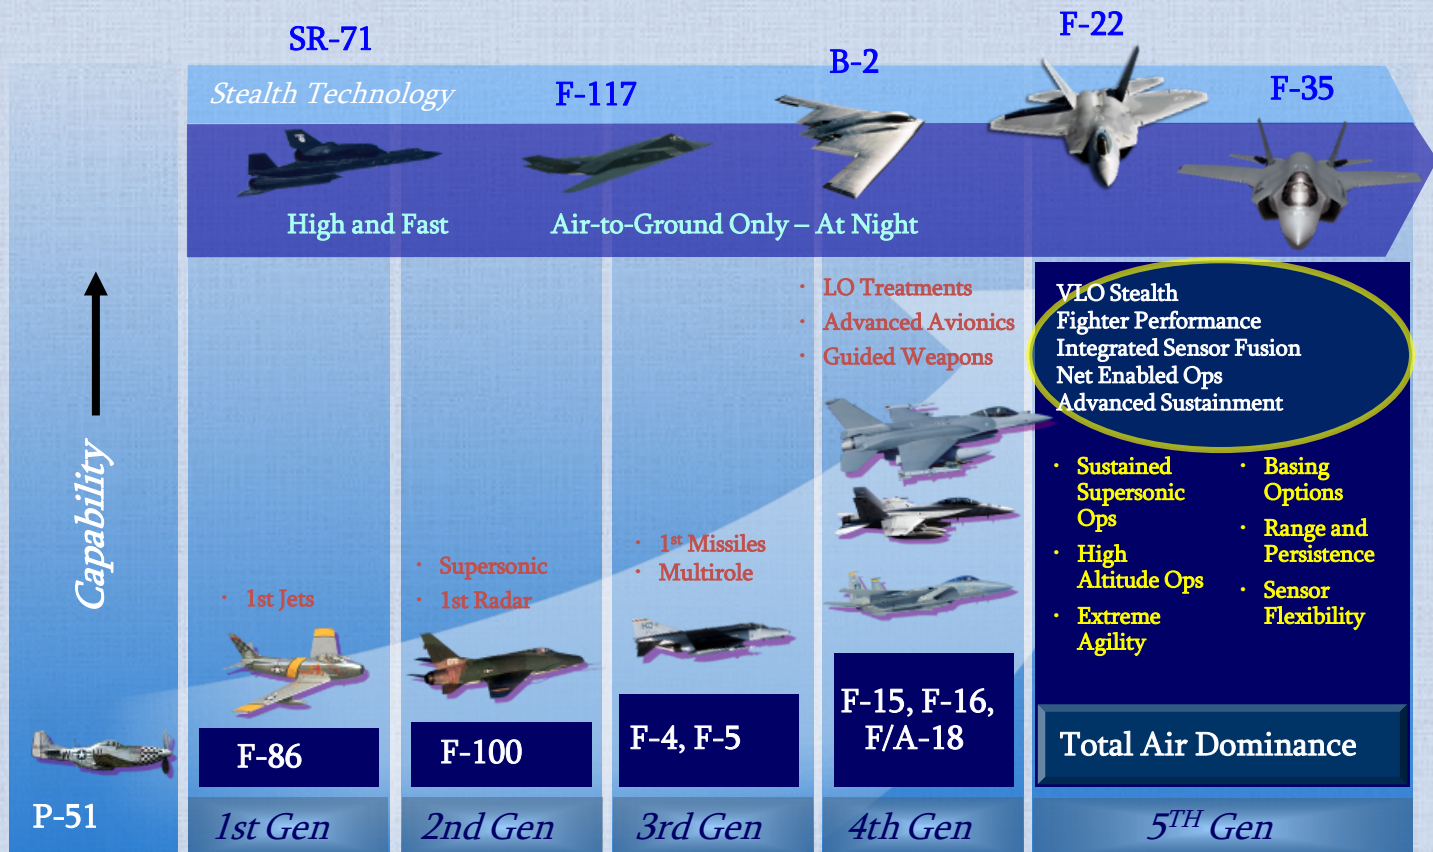 SR-71
F-22
B-2
F-117
F-35
Stealth Technology
High and Fast
Air-to-Ground Only – At Night
Capability
P-51
• 1st Jets
F-86
1st Gen
• Supersonic
• 1st Radar
F-100
2nd Gen
• 1st Missiles
• Multirole
F-4, F-5
3rd Gen
• LO Treatments
• Advanced Avionics
• Guided Weapons
F-15, F-16,
F/A-18
4th Gen
VLO Stealth
Fighter Performance
Integrated Sensor Fusion
Net Enabled Ops
Advanced Sustainment
• Sustained
Supersonic
Ops
• High
Altitude Ops
• Extreme
Agility
• Basing
Options
• Range and
Persistence
• Sensor
Flexibility
Total Air Dominance
5TH Gen